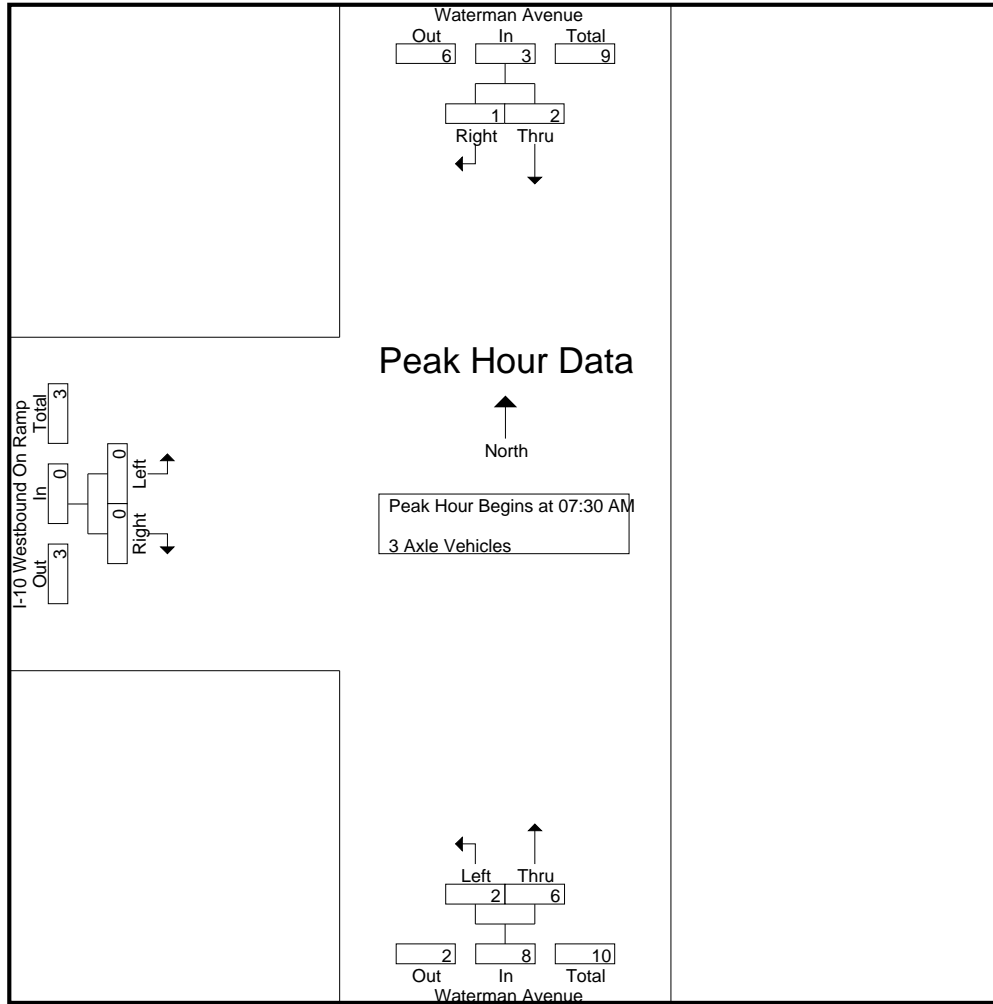 Waterman Avenue
Out In Total
6 3 9
1 2
Right Thru
Peak Hour Data
North
Peak Hour Begins at 07:30 AM
3 Axle Vehicles
I-10 Westbound On Ramp
Out In Total
3 0 3
0 0
Right Left
Left Thru
2 6
2 8 10
Out In Total
Waterman Avenue